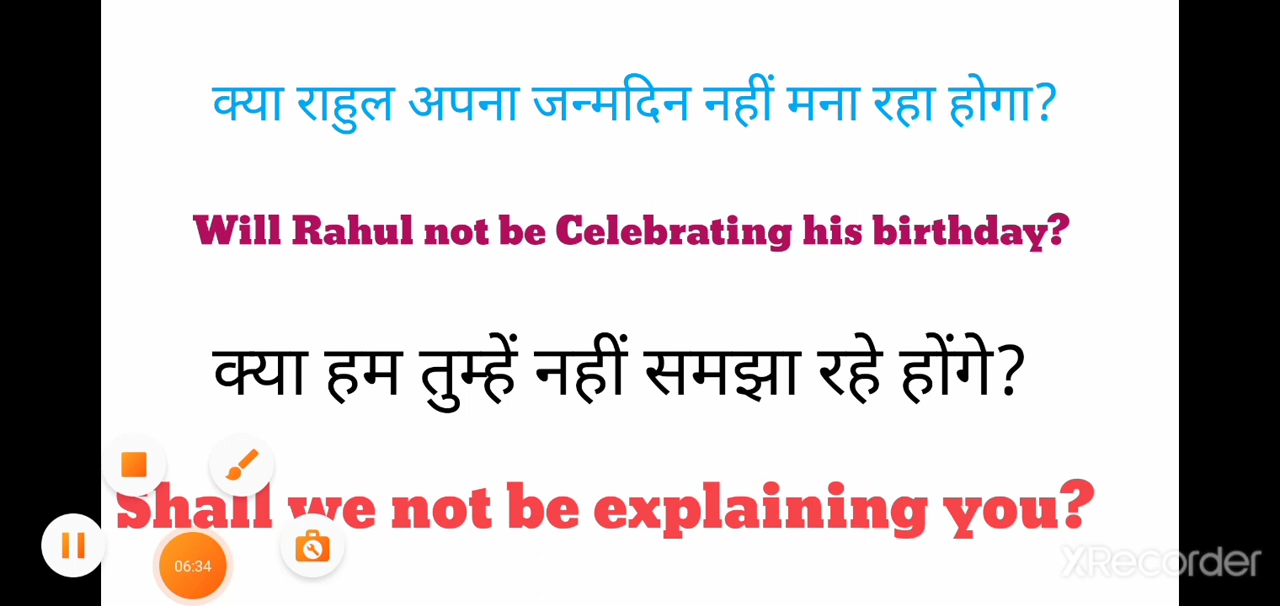 क्या राहुल अपना जन्मदिन नहीं मना रहा होगा?
Will Rahul not be Celebrating his birthday?
क्या हम तुम्हें नहीं समझा रहे होंगे?
Shall we not be explaining you?
06:34
XRecorder